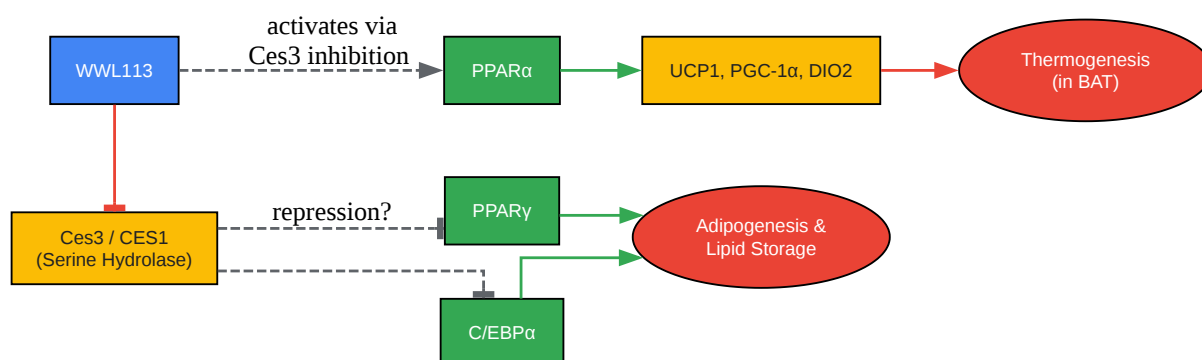 activates via
Ces3 inhibition
WWL113
PPARα
UCP1, PGC-1α, DIO2
Thermogenesis
(in BAT)
repression?
PPARγ
Ces3 / CES1
(Serine Hydrolase)
Adipogenesis &
Lipid Storage
C/EBPα